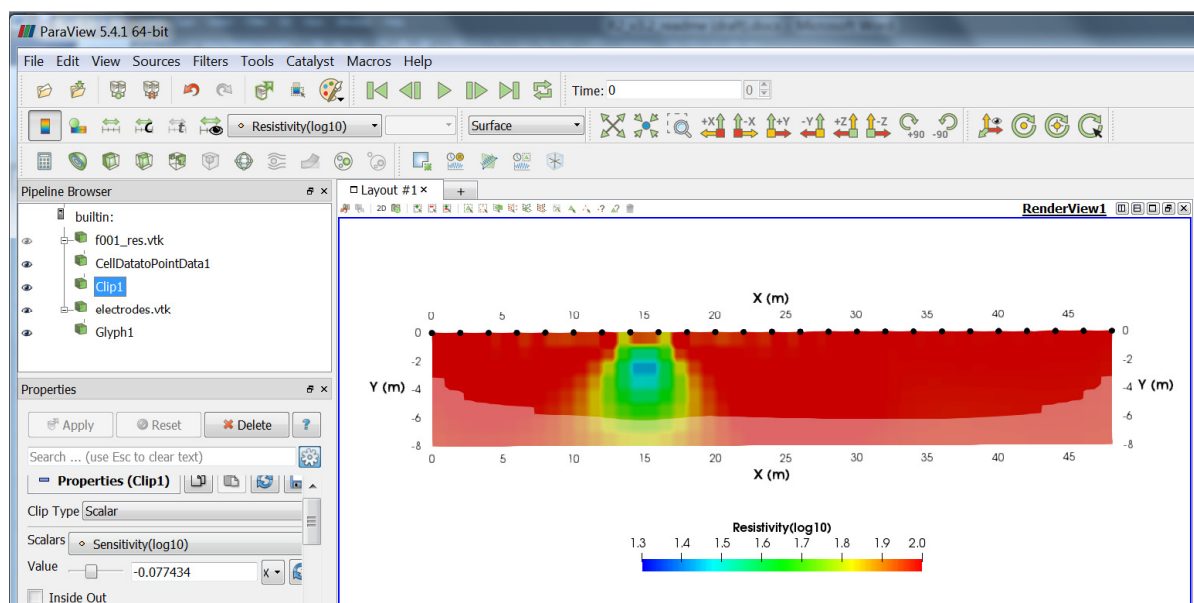 ParaView 5.4.1 64-bit
File Edit View Sources Filters Tools Catalyst Macros Help
Time: 0 0
Resistivity(log10) Surface +X -X +Y -Y +Z -Z +90 -90
Pipeline Browser
Layout #1 × +
builtin:
2D
RenderView1
f001_res.vtk
CellDatatoPointData1
Clip1
electrodes.vtk
Glyph1
X (m)
0 5 10 15 20 25 30 35 40 45
0 0
-2 -2
Y (m) -4 -4 Y (m)
-6 -6
-8 -8
0 5 10 15 20 25 30 35 40 45
X (m)
Resistivity(log10)
1.3 1.4 1.5 1.6 1.7 1.8 1.9 2.0
Properties
Apply Reset Delete ?
Search ... (use Esc to clear text)
Properties (Clip1)
Clip Type Scalar
Scalars Sensitivity(log10)
Value -0.077434 X
Inside Out